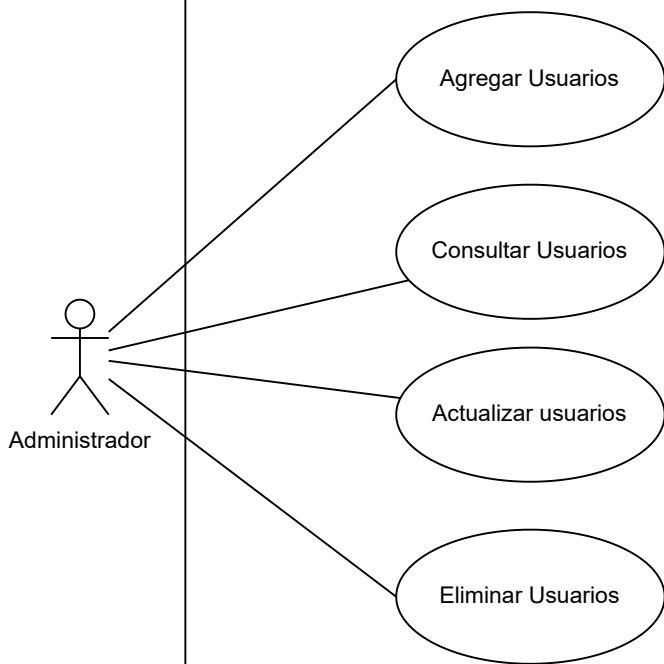 Agregar Usuarios
Consultar Usuarios
Actualizar usuarios
Administrador
Eliminar Usuarios